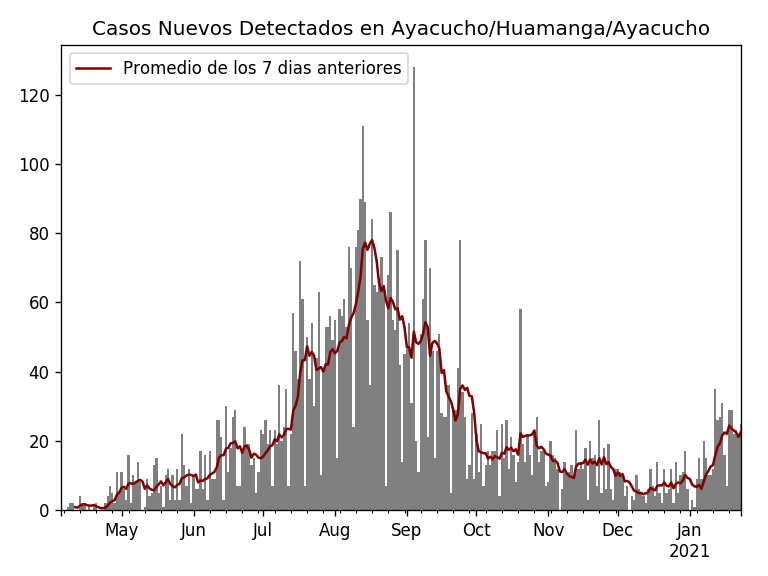 Casos Nuevos Detectados en Ayacucho/Huamanga/Ayacucho
Promedio de los 7 dias anteriores
120
100
80
60
40
20
0
May Jun Jul Aug Sep Oct Nov Dec Jan
2021